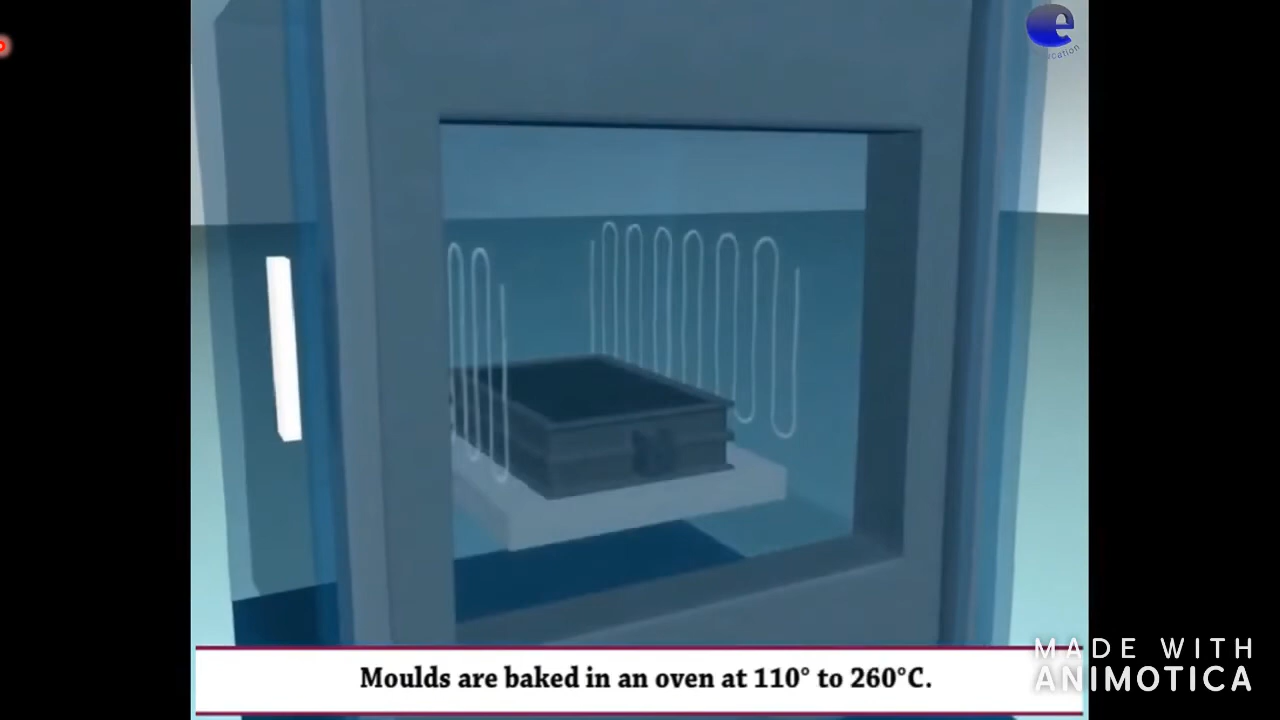 e
Moulds are baked in an oven at 110° to 260°C.
MADE WITH
ANIMOTICA